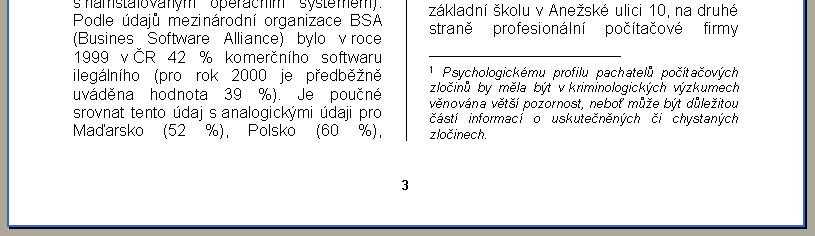 s nainstalovaným operačním systémem).
Podle údajů mezinárodní organizace BSA
(Busines Software Alliance) bylo v roce
1999 v ČR 42 % komerčního softwaru
ilegálního (pro rok 2000 je předběžně
uváděna hodnota 39 %). Je poučné
srovnat tento údaj s analogickými údaji pro
Maďarsko (52 %), Polsko (60 %),
základní školu v Anežské ulici 10, na druhé
straně profesionální počítačové firmy
1 Psychologickému profilu pachatelů počítačových
zločinů by měla být v kriminologických výzkumech
věnována větší pozornost, neboť může být důležitou
částí informací o uskutečněných či chystaných
zločinech.
3